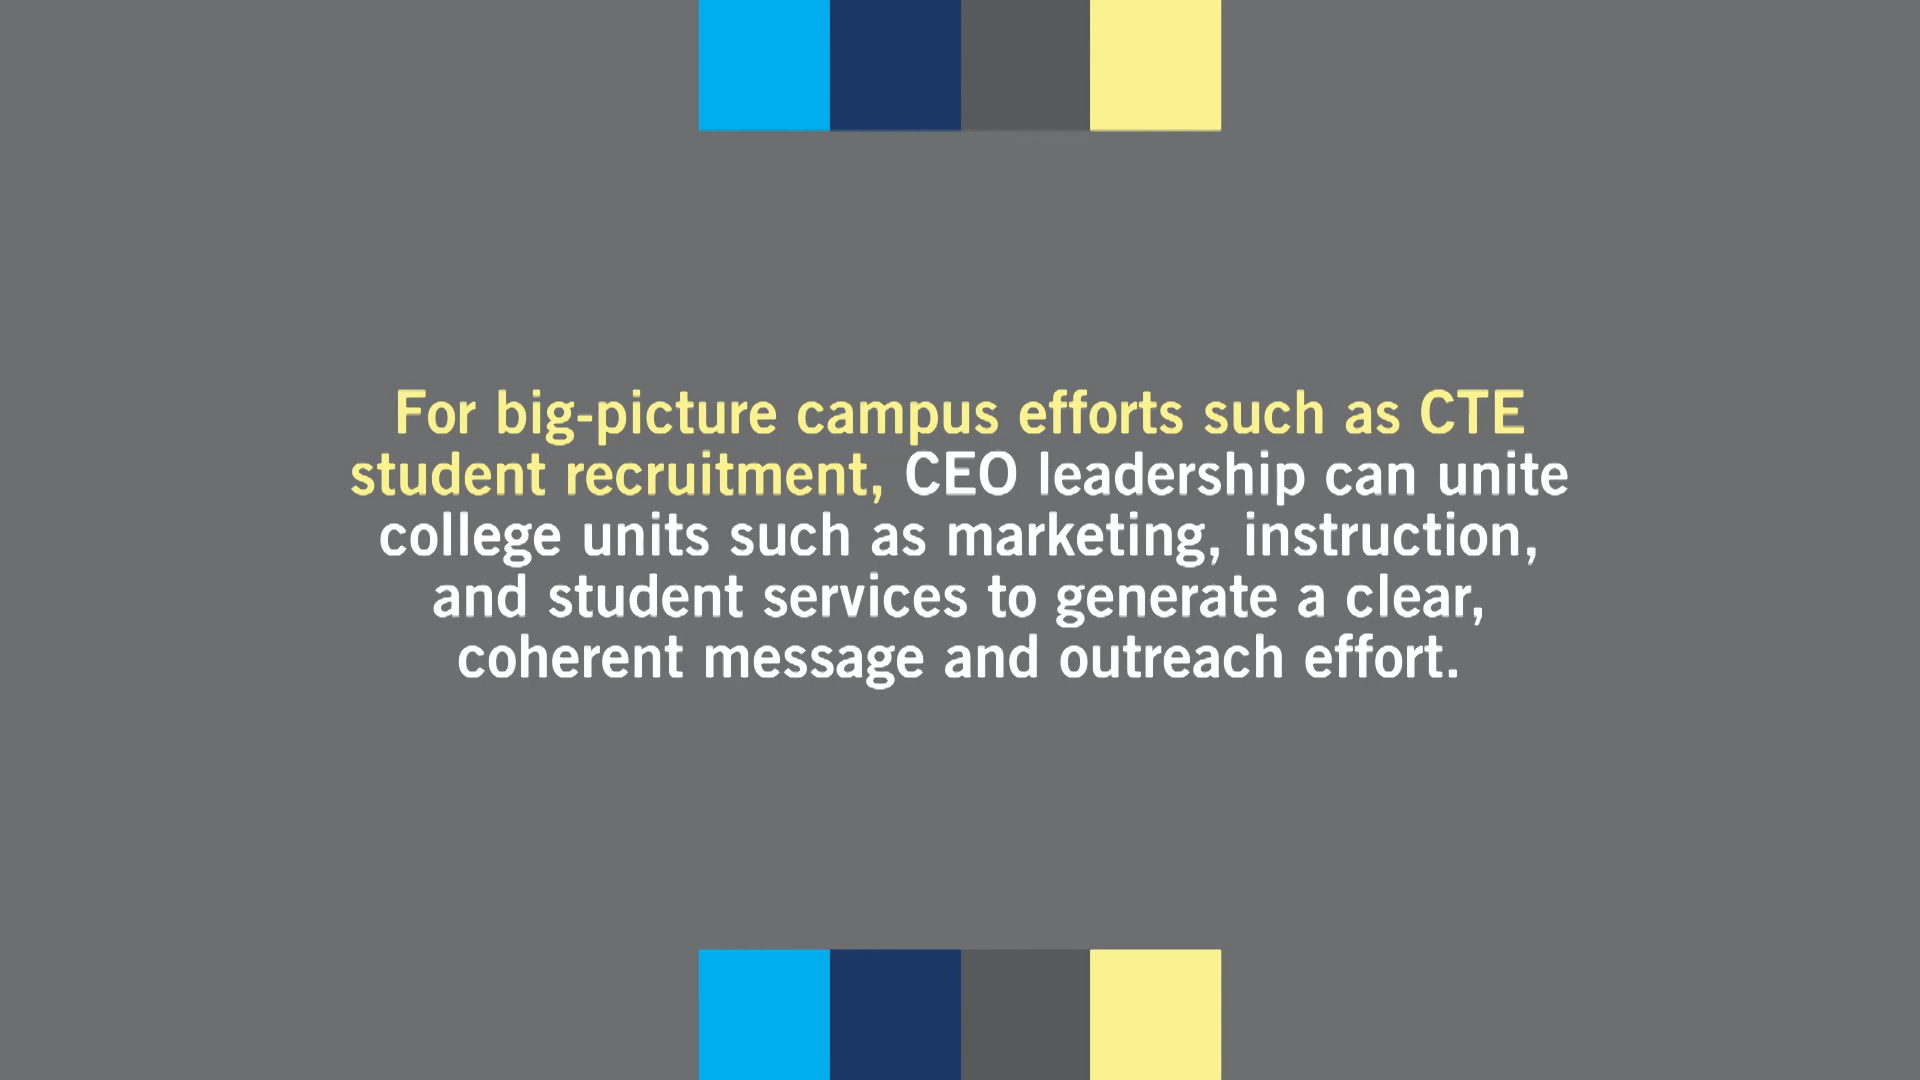 For big-picture campus efforts such as CTE
student recruitment, CEO leadership can unite
college units such as marketing, instruction,
and student services to generate a clear,
coherent message and outreach effort.